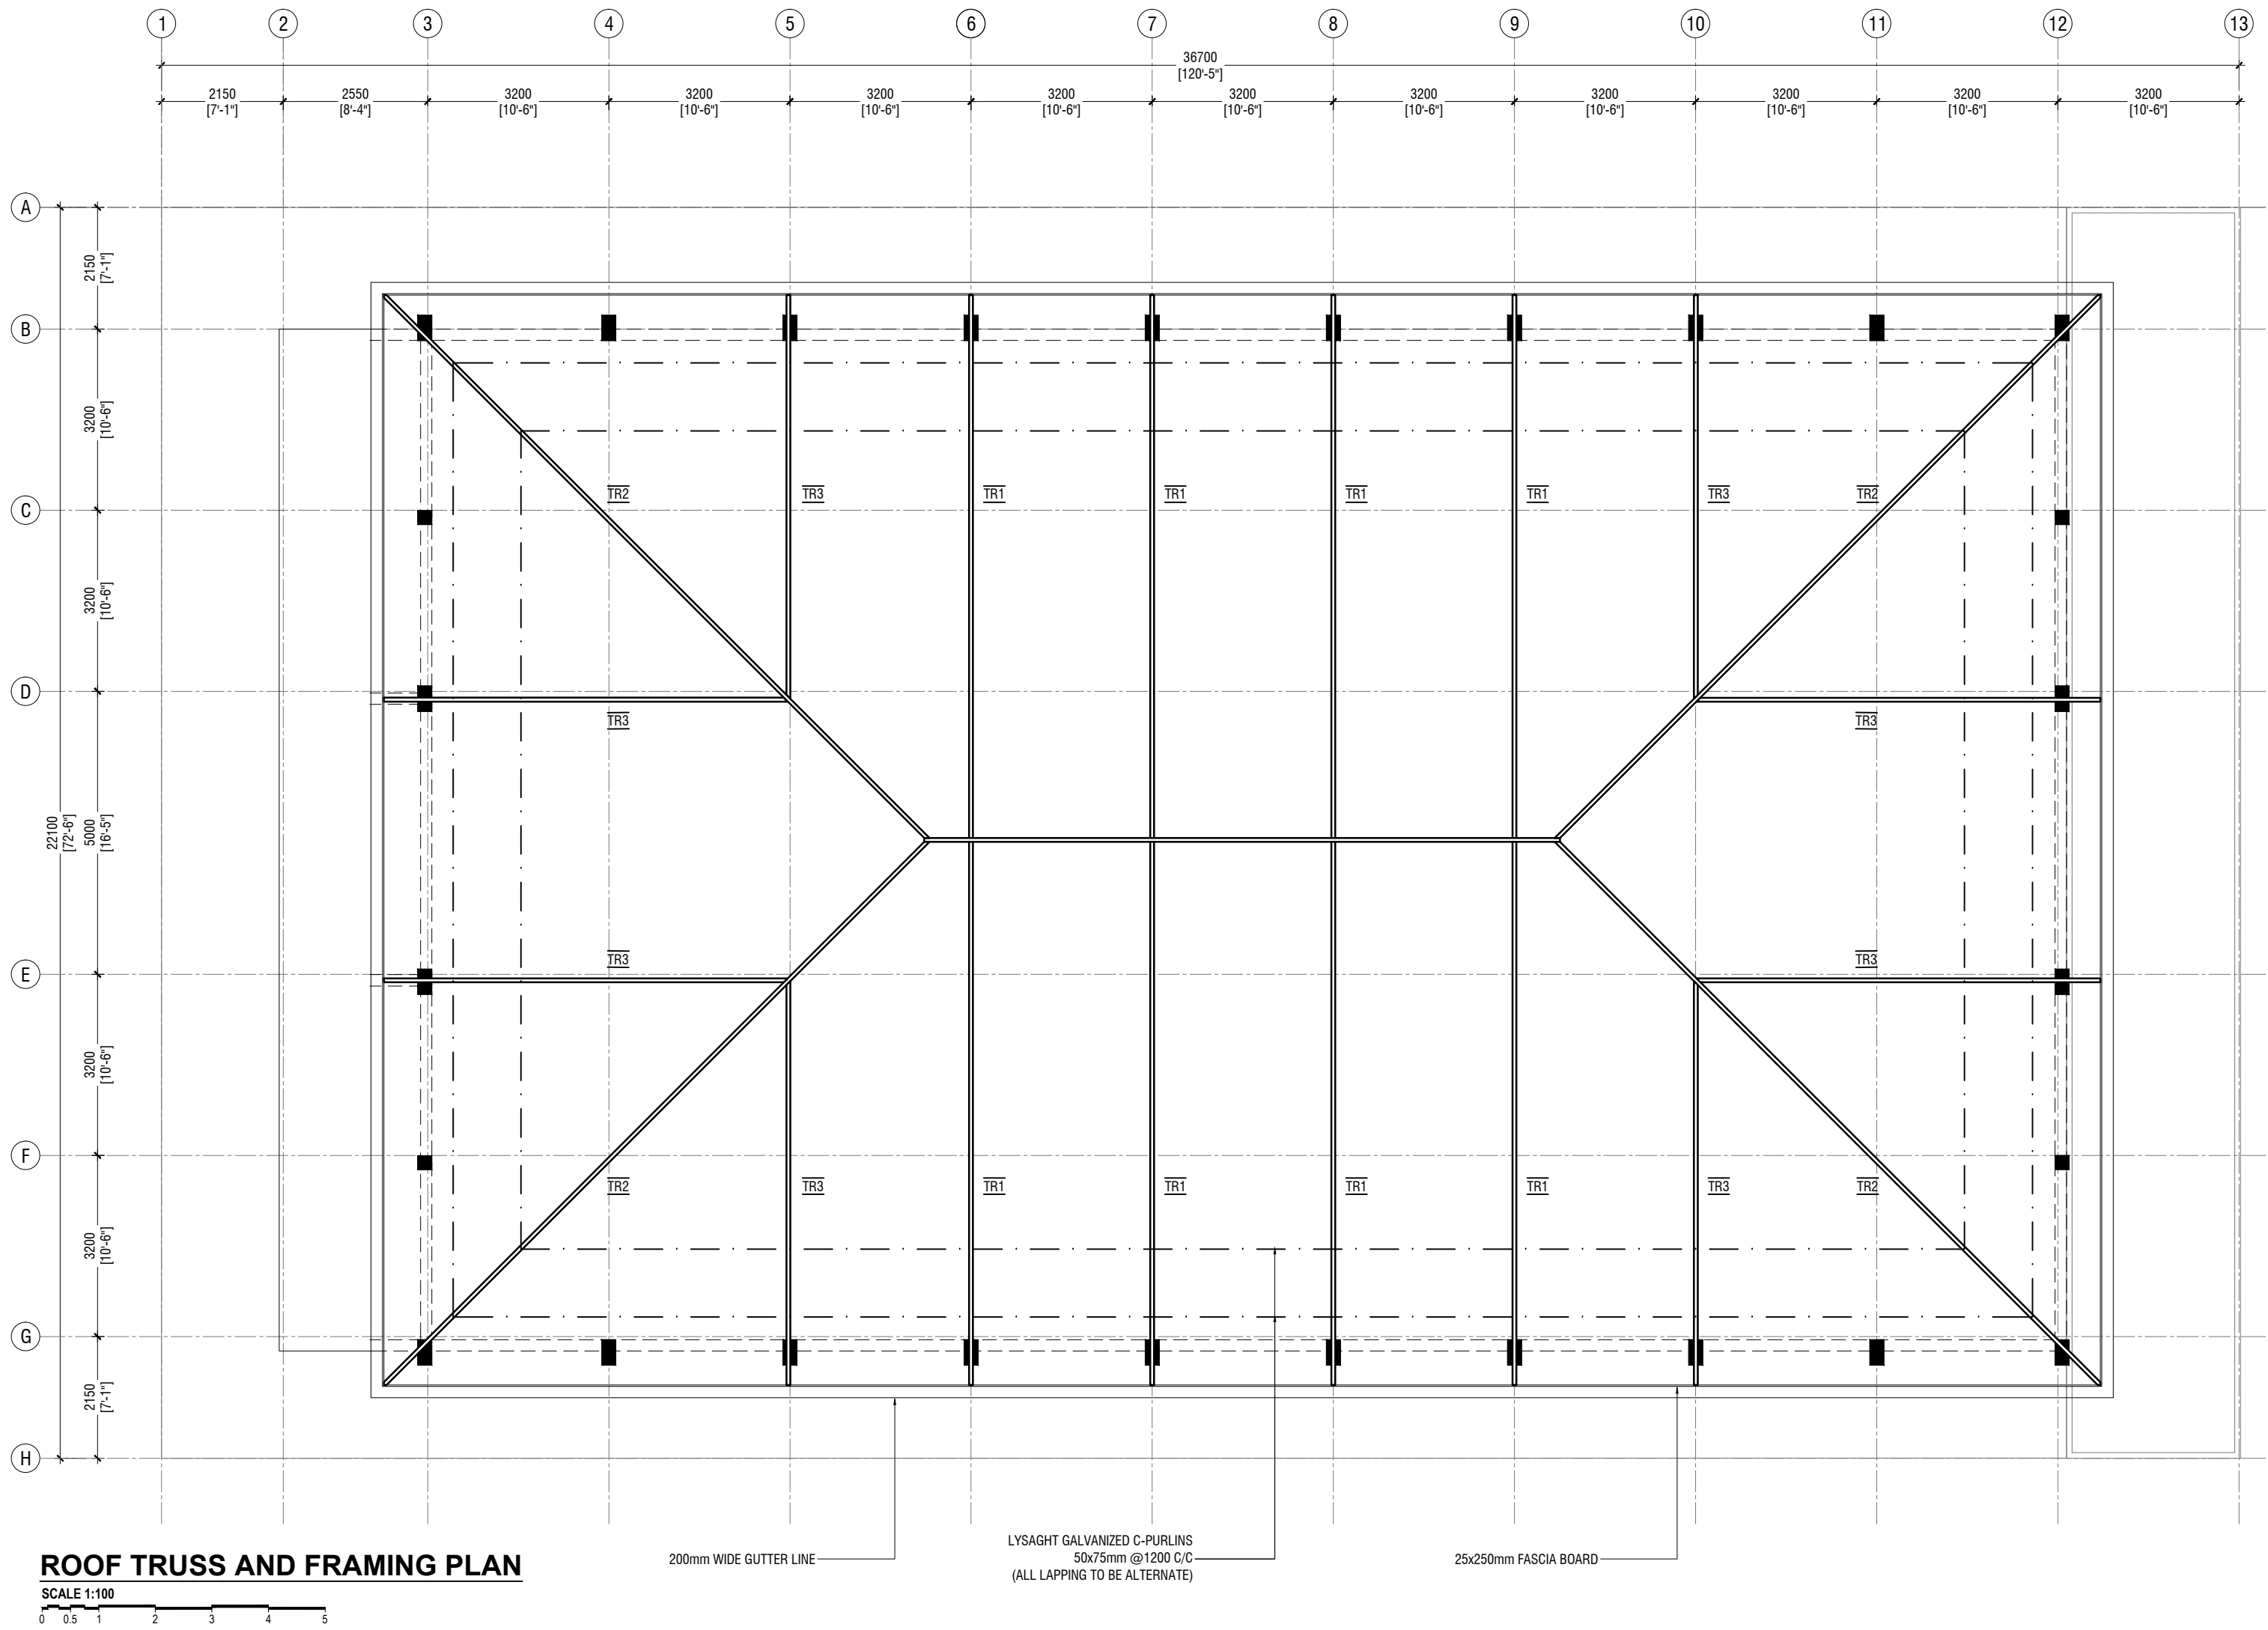 1 2 3 4 5 6 7 8 9 10 11 12 13
36700
[120'-5"]
2150 2550 3200 3200 3200 3200 3200 3200 3200 3200 3200 3200
[7'-1"] [8'-4"] [10'-6"] [10'-6"] [10'-6"] [10'-6"] [10'-6"] [10'-6"] [10'-6"] [10'-6"] [10'-6"] [10'-6"]
A
2150
[7'-1"]
B
3200
[10'-6"]
TR2 TR3 TR1 TR1 TR1 TR1 TR3 TR2
C
3200
[10'-6"]
D
TR3 TR3
22100
[72'-6"]
5000
[16'-5"]
TR3 TR3
E
3200
[10'-6"]
F
TR2 TR3 TR1 TR1 TR1 TR1 TR3 TR2
3200
[10'-6"]
G
2150
[7'-1"]
H
200mm WIDE GUTTER LINE
LYSAGHT GALVANIZED C-PURLINS
50x75mm @1200 C/C
(ALL LAPPING TO BE ALTERNATE)
25x250mm FASCIA BOARD
ROOF TRUSS AND FRAMING PLAN
SCALE 1:100
0 0.5 1 2 3 4 5